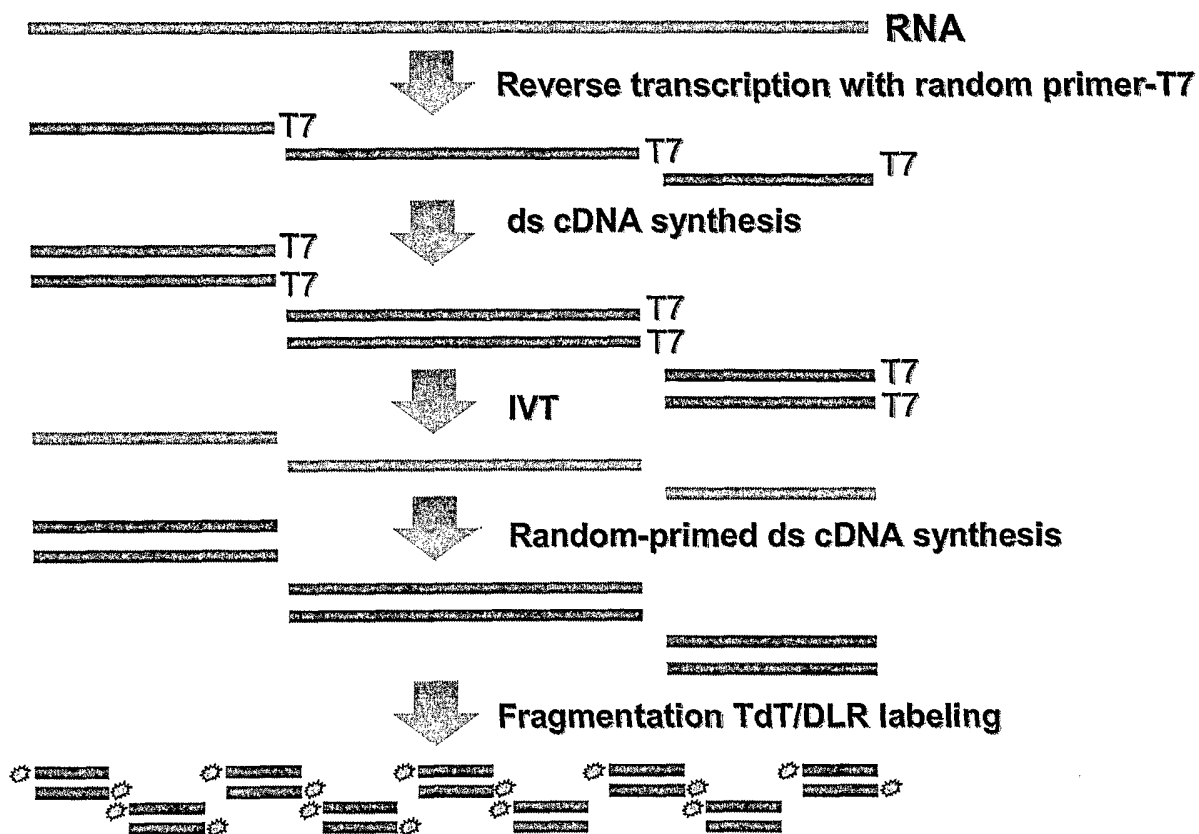 RNA
Reverse transcription with random primer-T7
T7
T7
T7
ds cDNA synthesis
T7
T7
T7
T7
T7
T7
IVT
Random-primed ds cDNA synthesis
Fragmentation TdT/DLR labeling